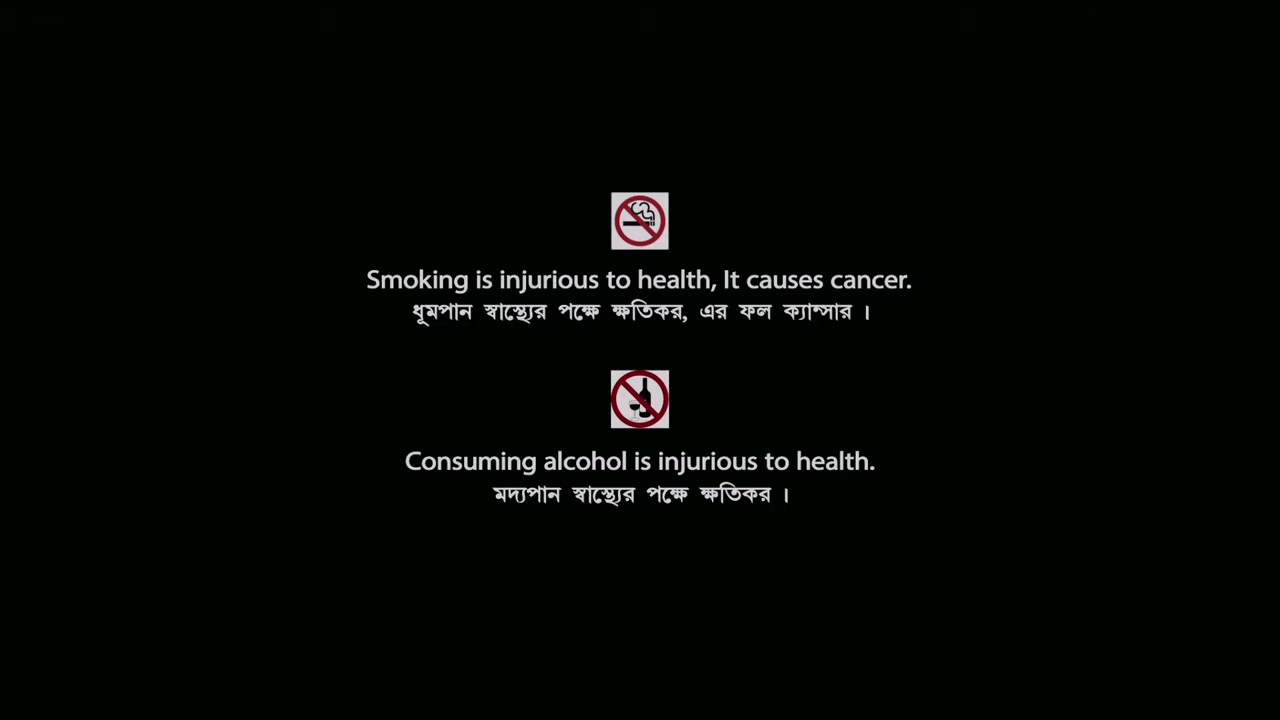 Smoking is injurious to health, It causes cancer.
ধূমপান স্বাস্থ্যের পক্ষে ক্ষতিকর, এর ফল ক্যান্সার ।
Consuming alcohol is injurious to health.
মদ্যপান স্বাস্থ্যের পক্ষে ক্ষতিকর ।